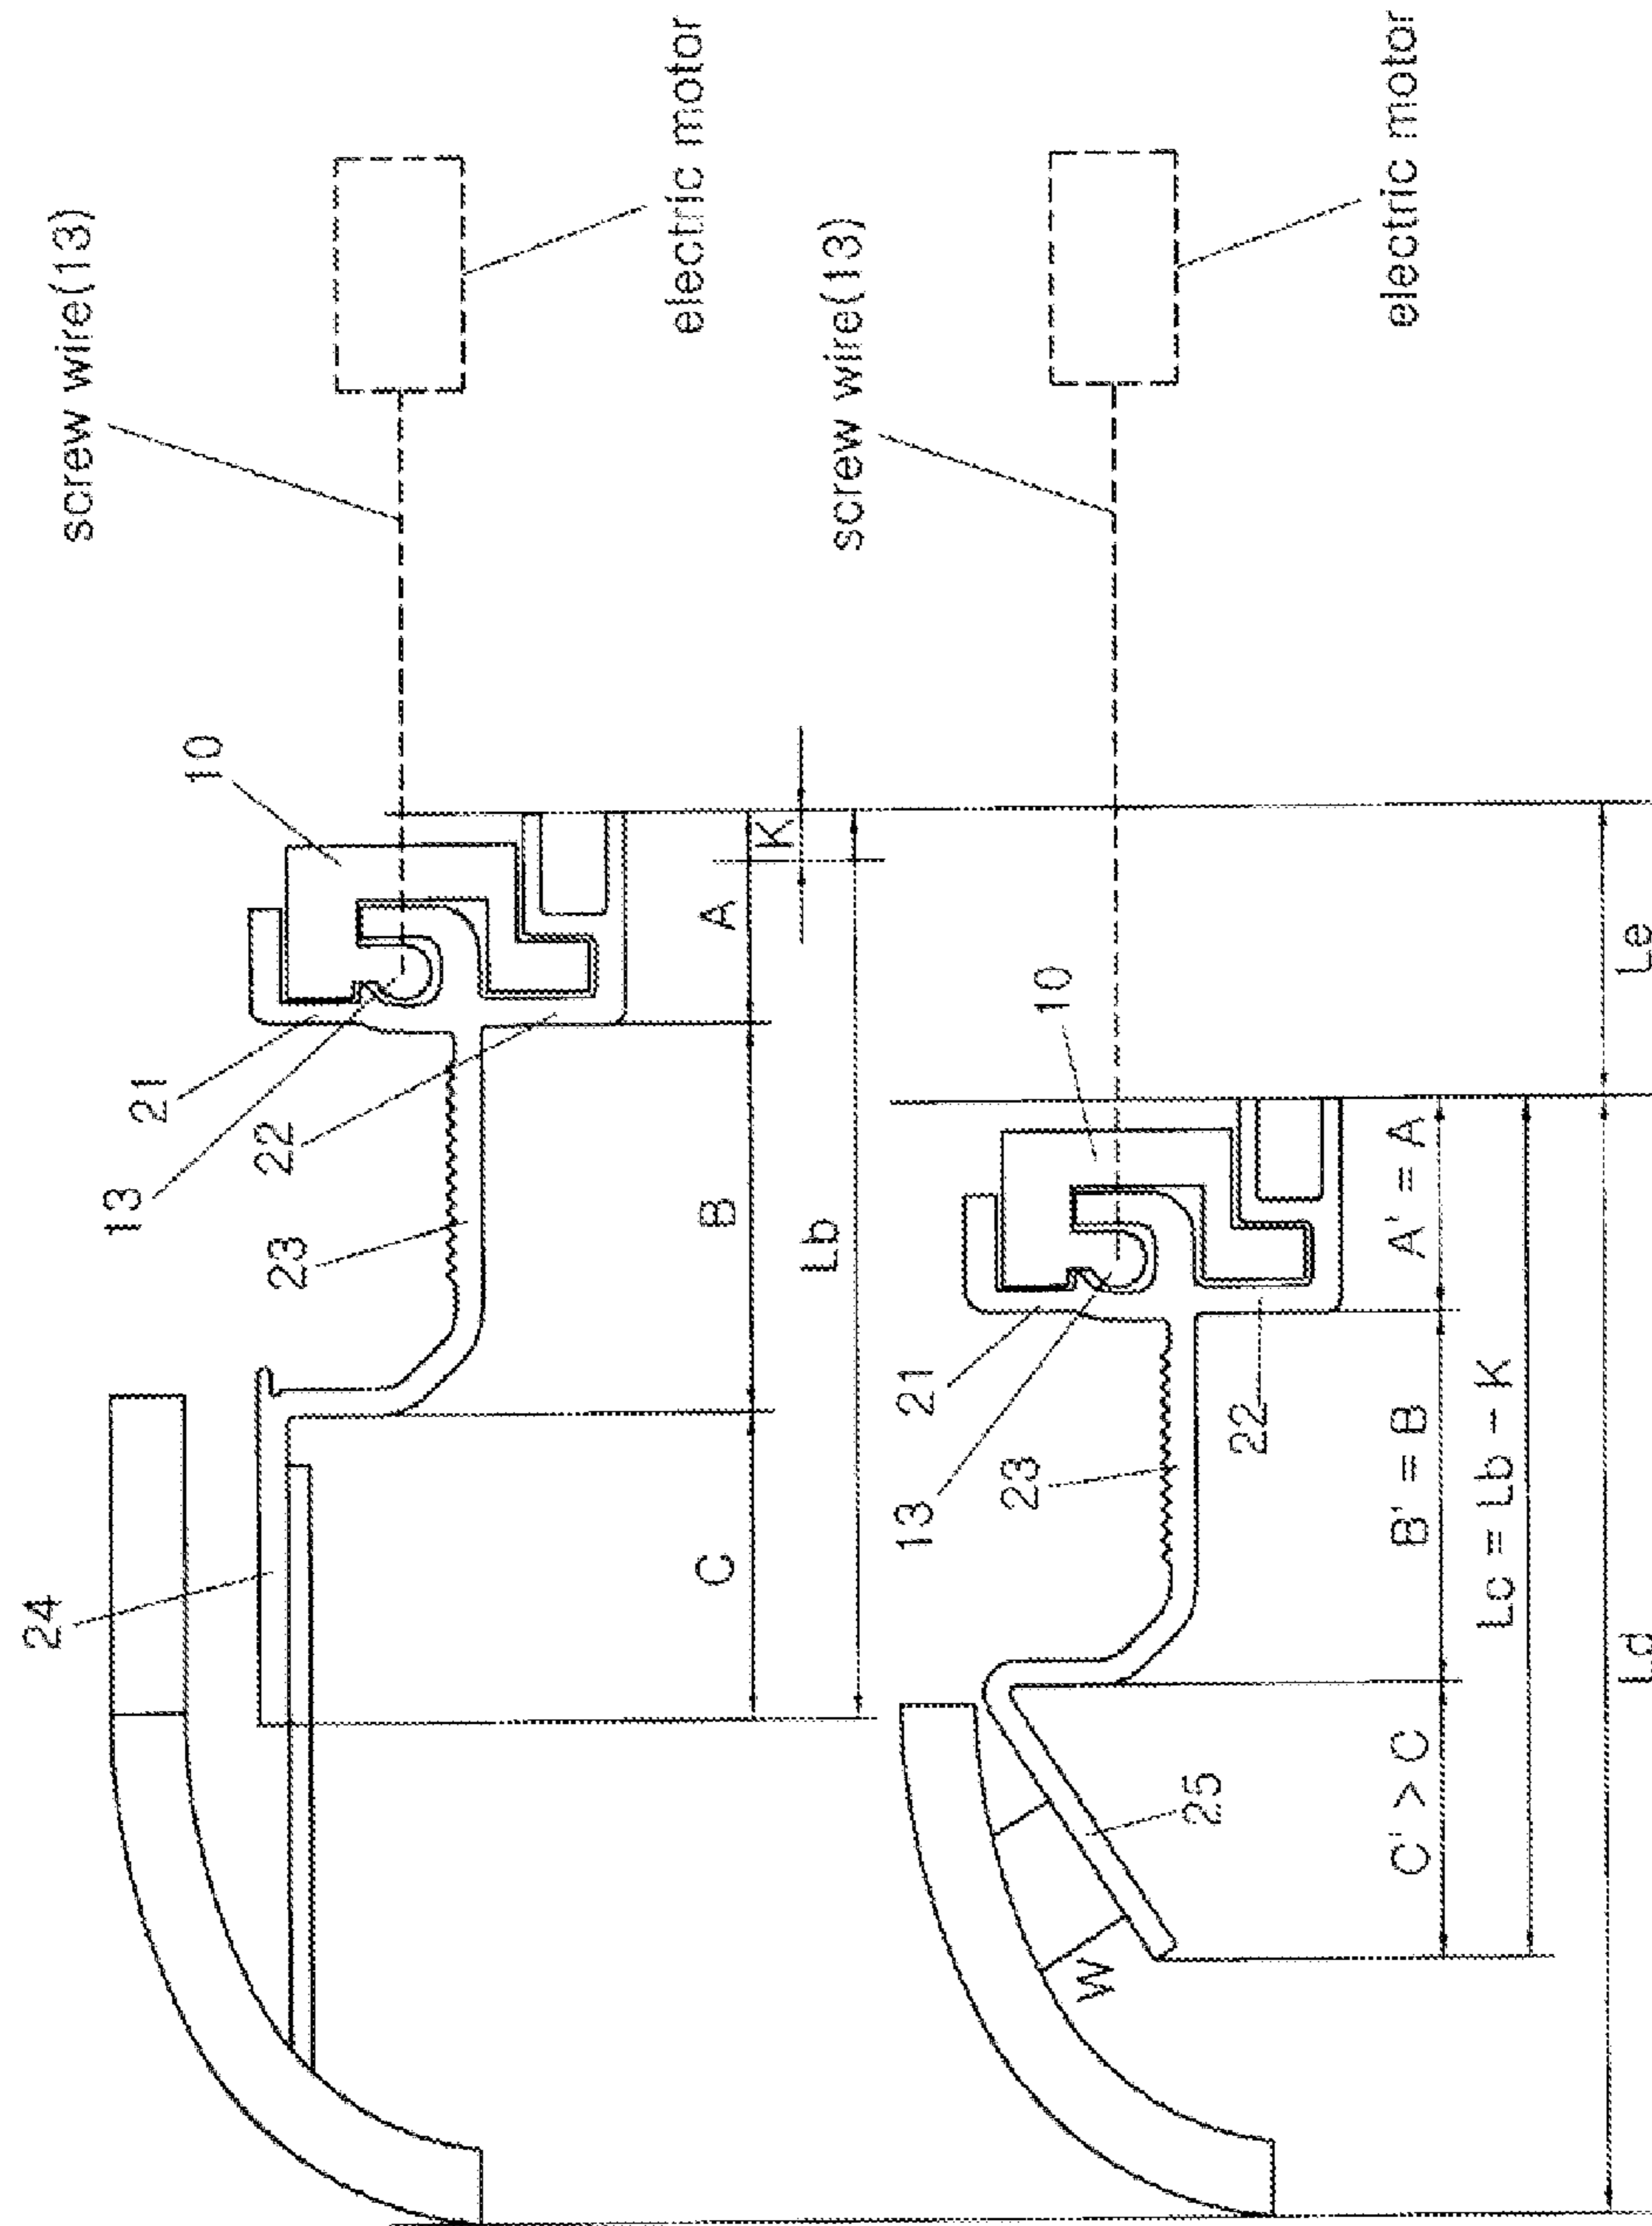 screw wire(13)
electric motor
10
21
13
22
23
24
A
K
B
C
Lb
screw wire(13)
electric motor
10
21
13
22
23
25
W
A' = A
B' = B
C' > C
Lc = Lb - K
Le
Ld